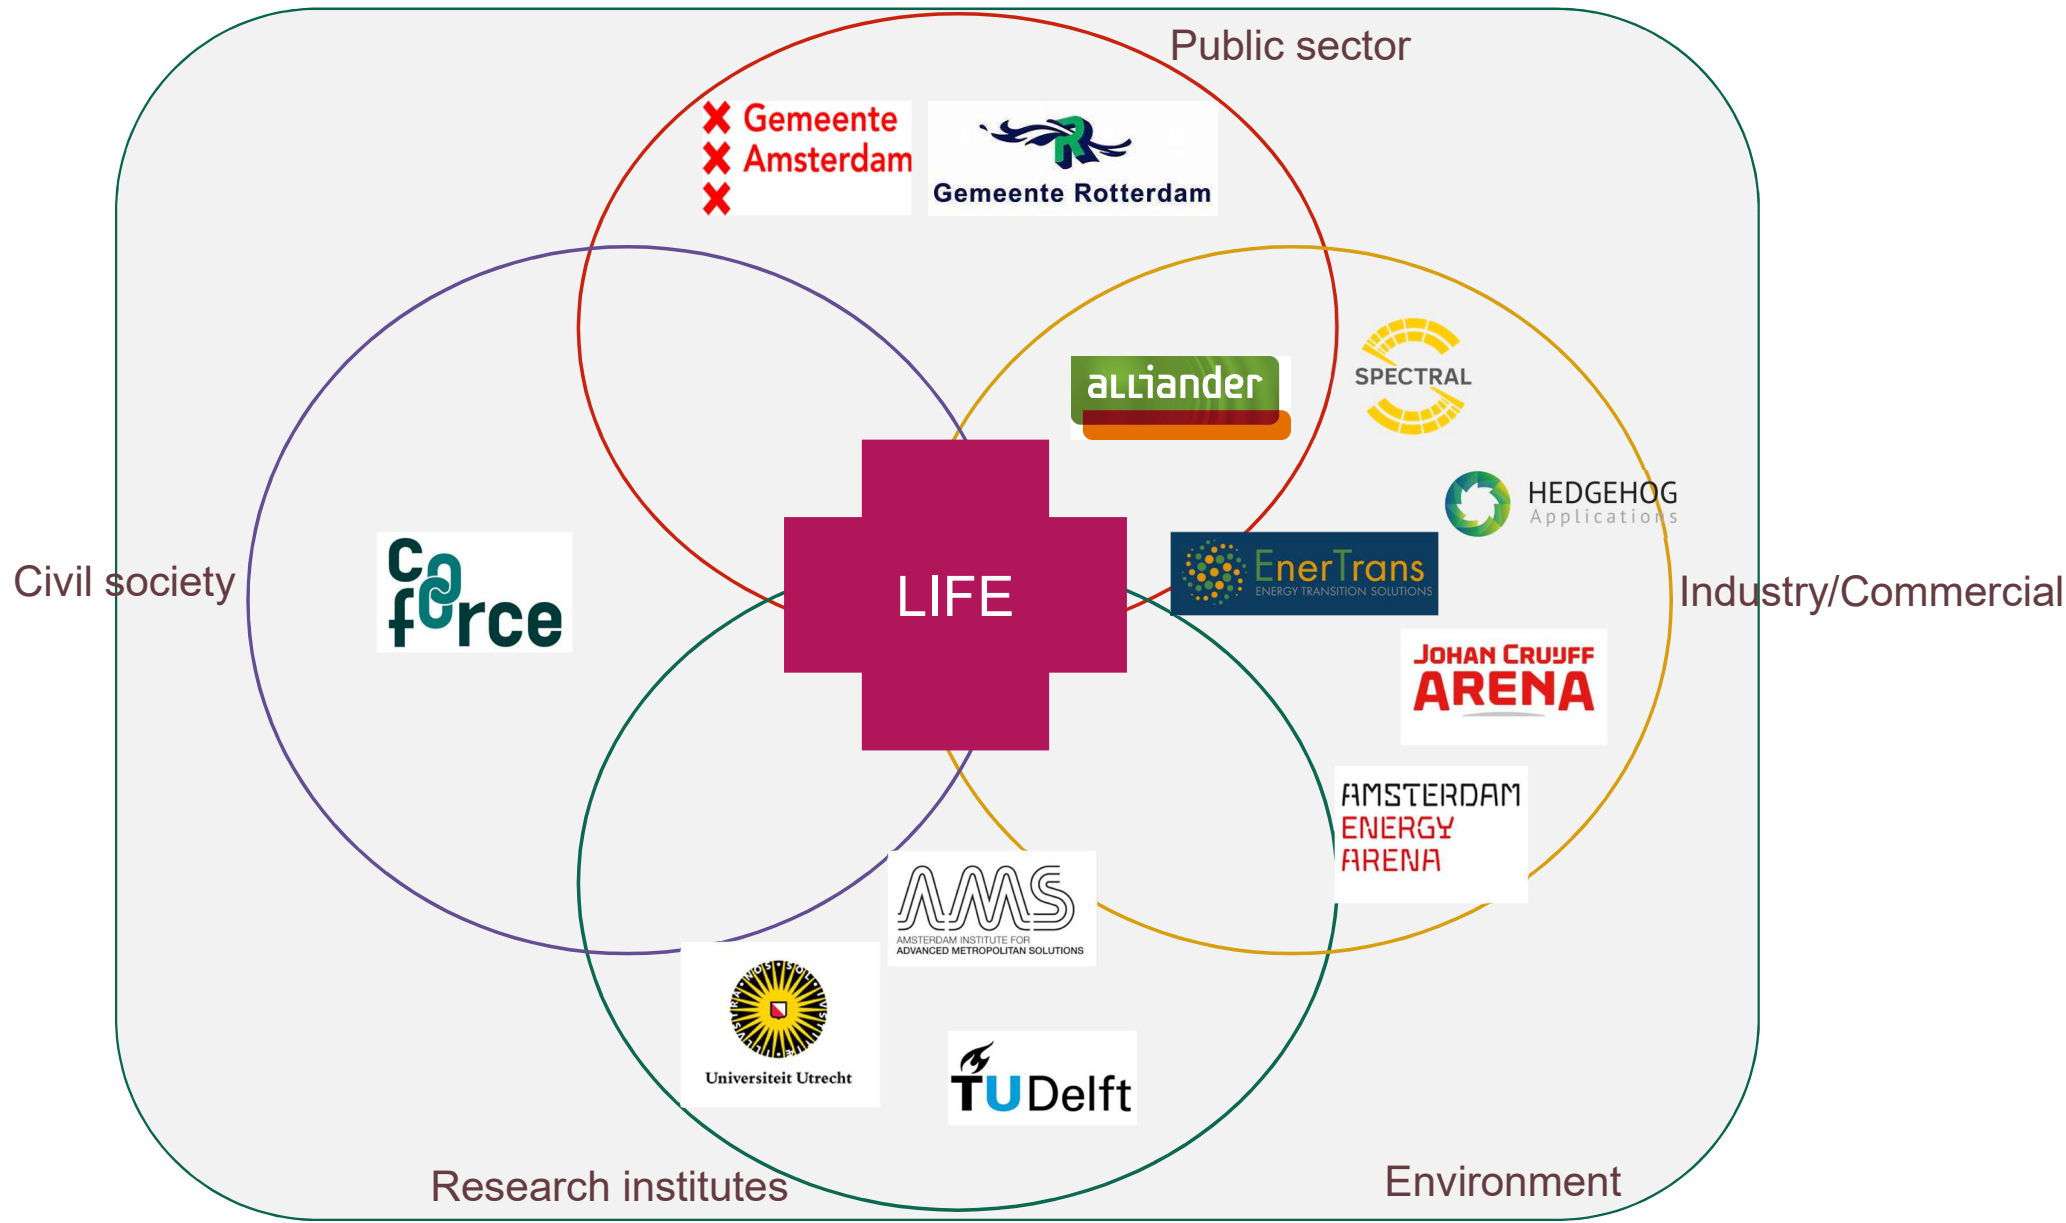 Public sector
Gemeente
Amsterdam
Gemeente Rotterdam
SPECTRAL
alliander
HEDGEHOG
Applications
Civil society
co
force
LIFE
EnerTrans
ENERGY TRANSITION SOLUTIONS
Industry/Commercial
JOHAN CRUIJFF
ARENA
AMSTERDAM
ENERGY
ARENA
AMS
AMSTERDAM INSTITUTE FOR
ADVANCED METROPOLITAN SOLUTIONS
Universiteit Utrecht
TU Delft
Research institutes
Environment